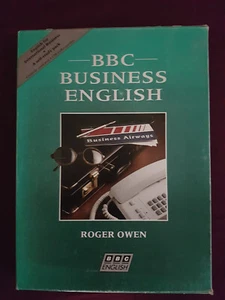 BBC
BUSINESS
ENGLISH
Business Airways
ROGER OWEN
BBC
ENGLISH